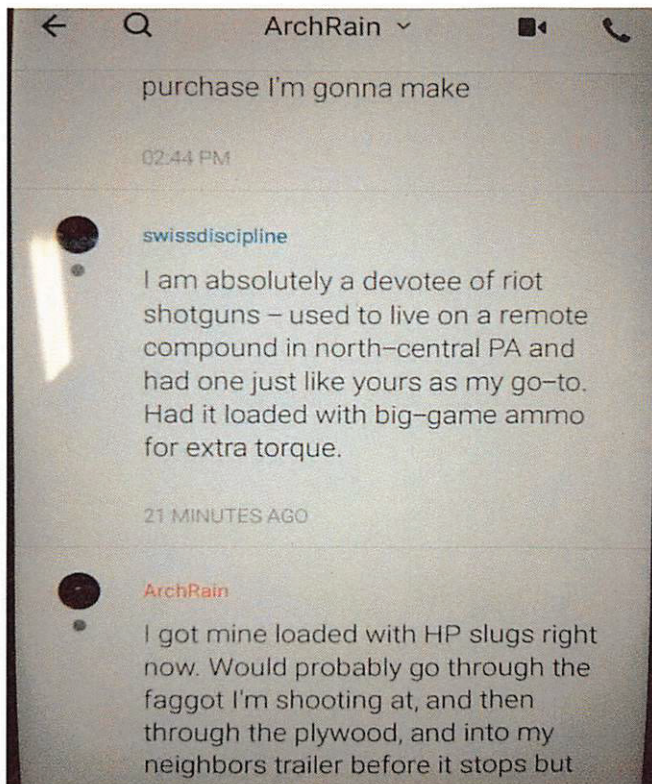 ArchRain
purchase I'm gonna make
02:44 PM
swissdiscipline
I am absolutely a devotee of riot
shotguns – used to live on a remote
compound in north-central PA and
had one just like yours as my go-to.
Had it loaded with big-game ammo
for extra torque.
21 MINUTES AGO
ArchRain
I got mine loaded with HP slugs right
now. Would probably go through the
faggot I'm shooting at, and then
through the plywood, and into my
neighbors trailer before it stops but